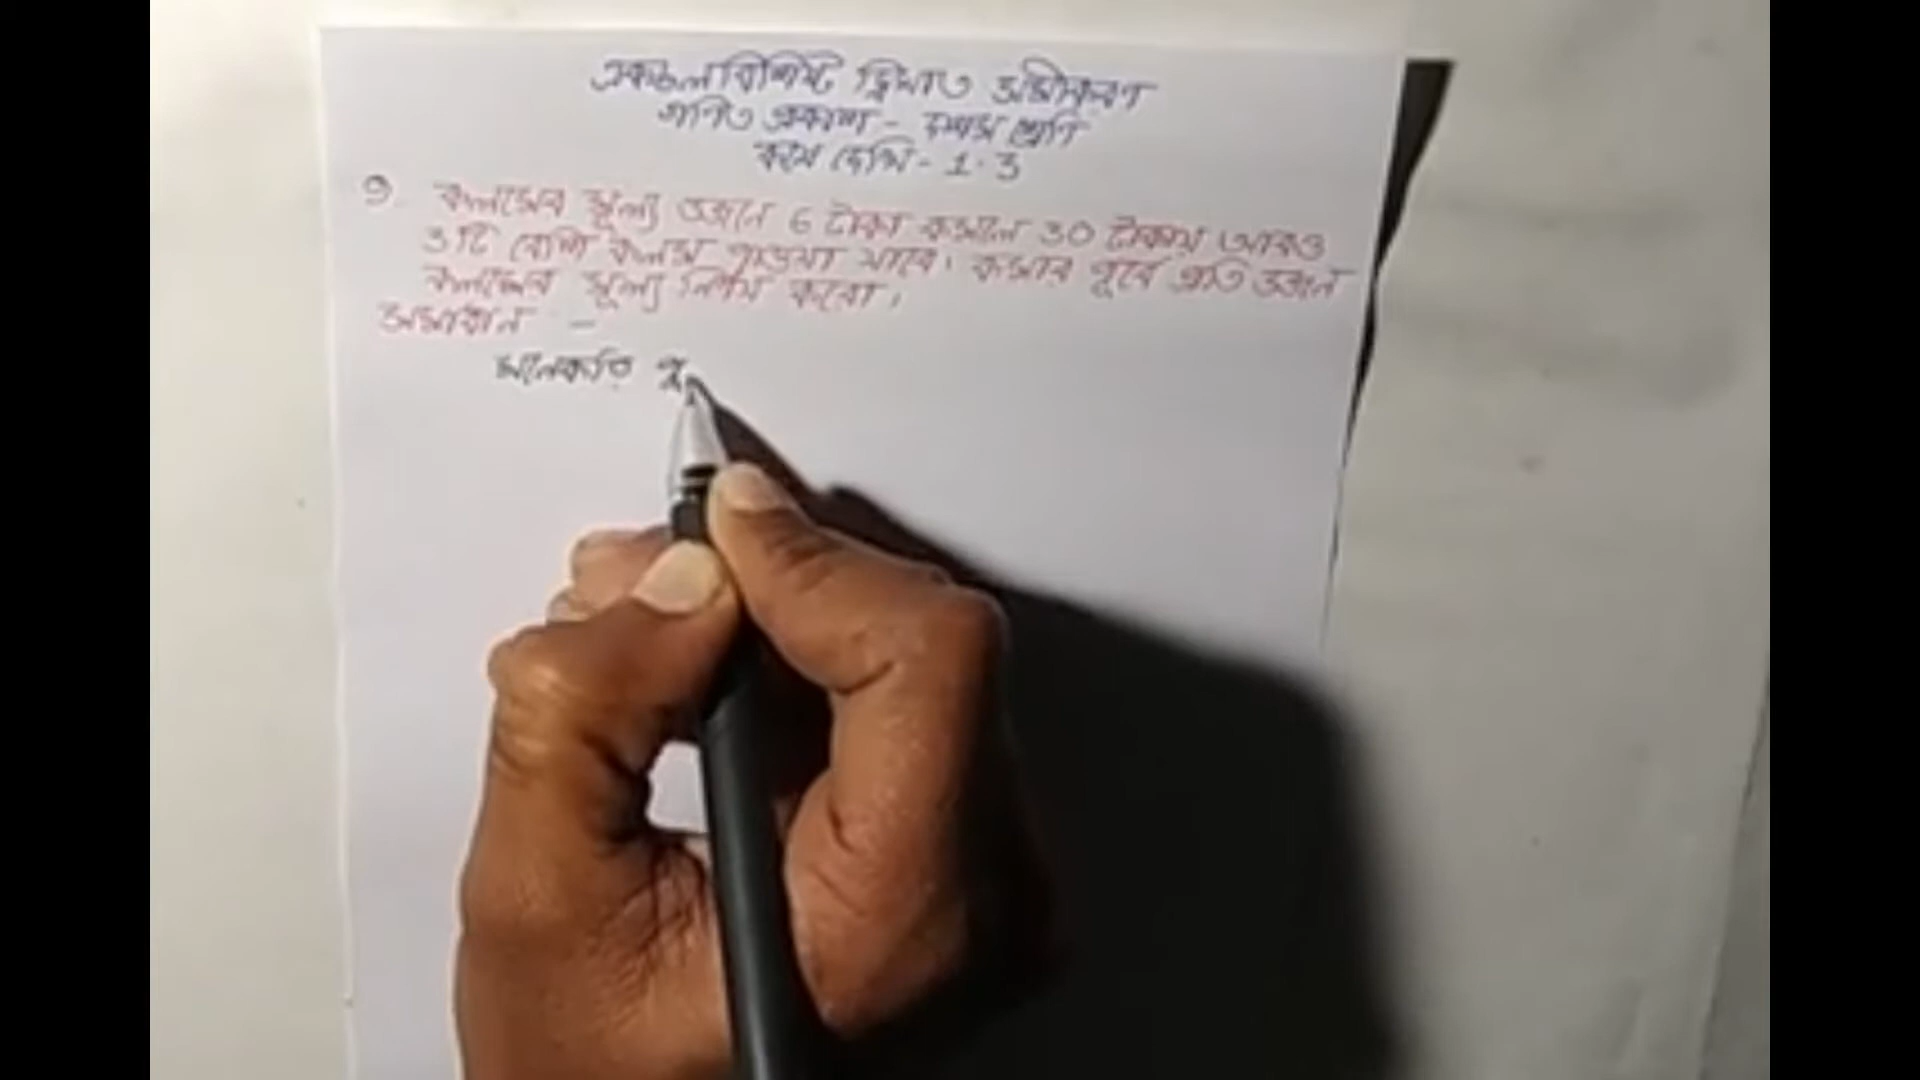 একচলবিশিষ্ট দ্বিঘাত সমীকরণ
গণিত প্রকাশ - দশম শ্রেণি
কষে দেখি - 1.3
9 কলমের মূল্য ডজনে 6 টাকা কমলে 30 টাকায় আরও
3টি বেশি কলম পাওয়া যাবে। কমার পূর্বে প্রতি ডজন
কলমের মূল্য নির্ণয় করো।
সমাধান -
মনেকরি পূ